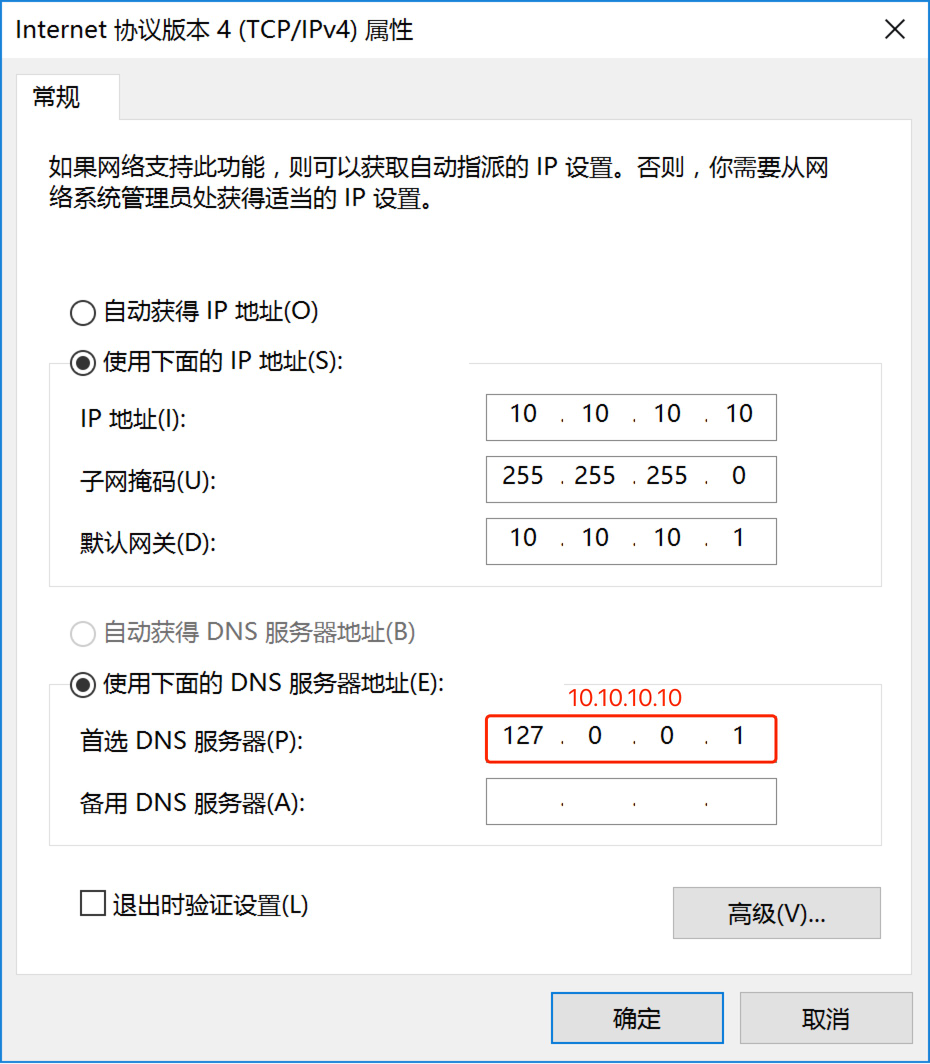 Internet 协议版本 4 (TCP/IPv4) 属性
常规
如果网络支持此功能，则可以获取自动指派的 IP 设置。否则，你需要从网
络系统管理员处获得适当的 IP 设置。
自动获得 IP 地址(O)
使用下面的 IP 地址(S):
IP 地址(I): 10 . 10 . 10 . 10
子网掩码(U): 255 . 255 . 255 . 0
默认网关(D): 10 . 10 . 10 . 1
自动获得 DNS 服务器地址(B)
使用下面的 DNS 服务器地址(E):
10.10.10.10
首选 DNS 服务器(P): 127 . 0 . 0 . 1
备用 DNS 服务器(A): . . .
退出时验证设置(L)
高级(V)...
确定 取消